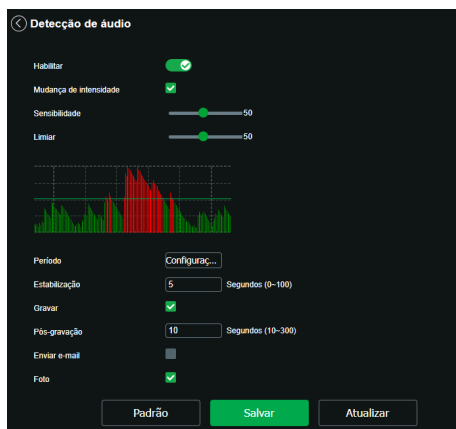 Detecção de áudio
Habilitar
Mudança de intensidade
Sensibilidade 50
Limiar 50
Período Configuraç...
Estabilização 5 Segundos (0~100)
Gravar
Pós-gravação 10 Segundos (10~300)
Enviar e-mail
Foto
Padrão Salvar Atualizar